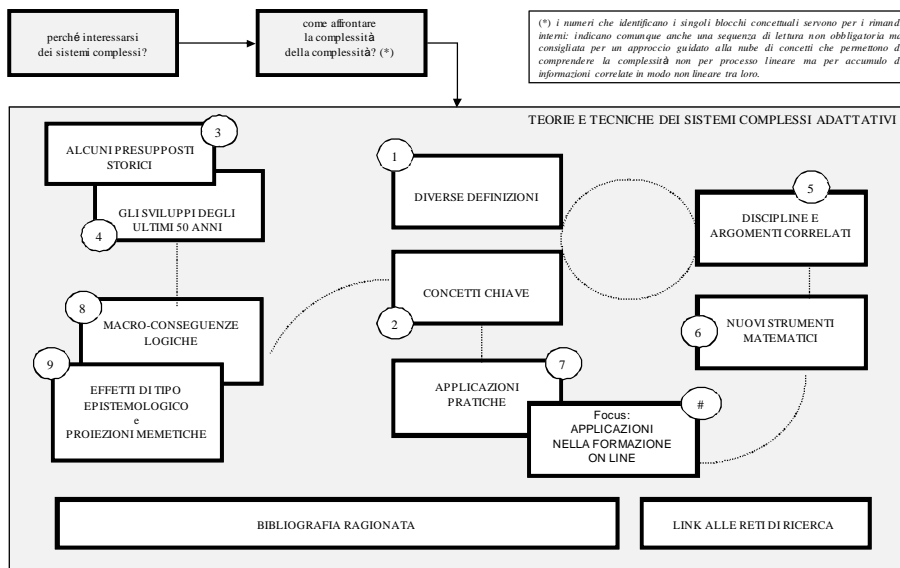 perché interessarsi
dei sistemi complessi?
come affrontare
la complessità
della complessità? (*)
(*) i numeri che identificano i singoli blocchi concettuali servono per i rimand
interni: indicano comunque anche una sequenza di lettura non obbligatoria ma
consigliata per un approccio guidato alla nube di concetti che permettono d
comprendere la complessità non per processo lineare ma per accumulo d
informazioni correlate in modo non lineare tra loro.
TEORIE E TECNICHE DEI SISTEMI COMPLESSI ADATTATIVI
3
ALCUNI PRESUPPOSTI
STORICI
4
GLI SVILUPPI DEGLI
ULTIMI 50 ANNI
1
DIVERSE DEFINIZIONI
5
DISCIPLINE E
ARGOMENTI CORRELATI
CONCETTI CHIAVE
2
8
MACRO-CONSEGUENZE
LOGICHE
6
NUOVI STRUMENTI
MATEMATICI
9
EFFETTI DI TIPO
EPISTEMOLOGICO
e
PROIEZIONI MEMETICHE
7
APPLICAZIONI
PRATICHE
#
Focus:
APPLICAZIONI
NELLA FORMAZIONE
ON LINE
BIBLIOGRAFIA RAGIONATA
LINK ALLE RETI DI RICERCA